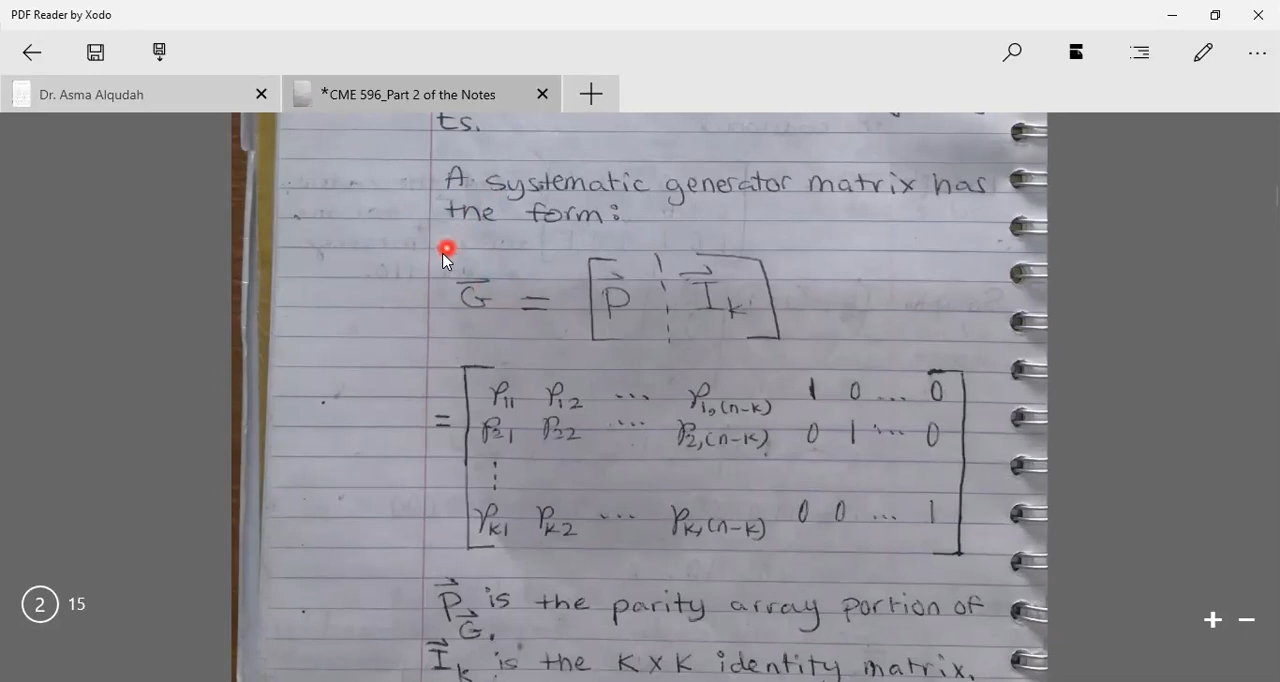 PDF Reader by Xodo
Dr. Asma Alqudah
*CME 596_Part 2 of the Notes
ts.
A systematic generator matrix has
the form:
G = [P ¦ I_k]
= [p11 p12 ... p1,(n-k) 1 0 ... 0
p21 p22 ... p2,(n-k) 0 1 ... 0
⋮
pk1 pk2 ... pk,(n-k) 0 0 ... 1]
P is the parity array portion of
G.
I_k is the K x K identity matrix.
2 15